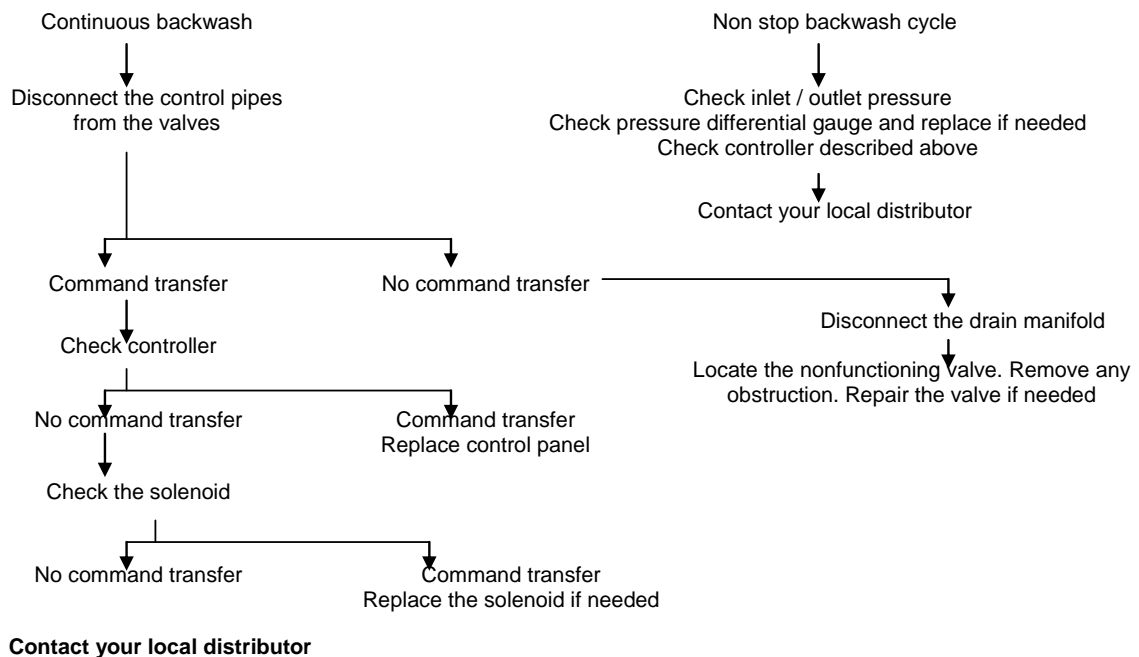 Continuous backwash
Non stop backwash cycle
Disconnect the control pipes
from the valves
Check inlet / outlet pressure
Check pressure differential gauge and replace if needed
Check controller described above
Contact your local distributor
Command transfer
No command transfer
Disconnect the drain manifold
Check controller
Locate the nonfunctioning valve. Remove any
obstruction. Repair the valve if needed
No command transfer
Command transfer
Replace control panel
Check the solenoid
No command transfer
Command transfer
Replace the solenoid if needed
Contact your local distributor